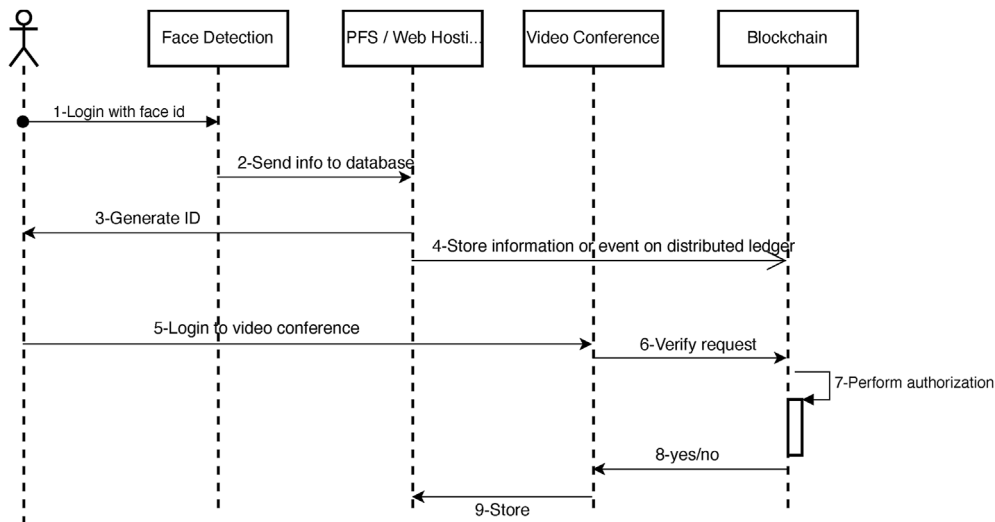 Face Detection
PFS / Web Hosti...
Video Conference
Blockchain
1-Login with face id
2-Send info to database
3-Generate ID
4-Store information or event on distributed ledger
5-Login to video conference
6-Verify request
7-Perform authorization
8-yes/no
9-Store